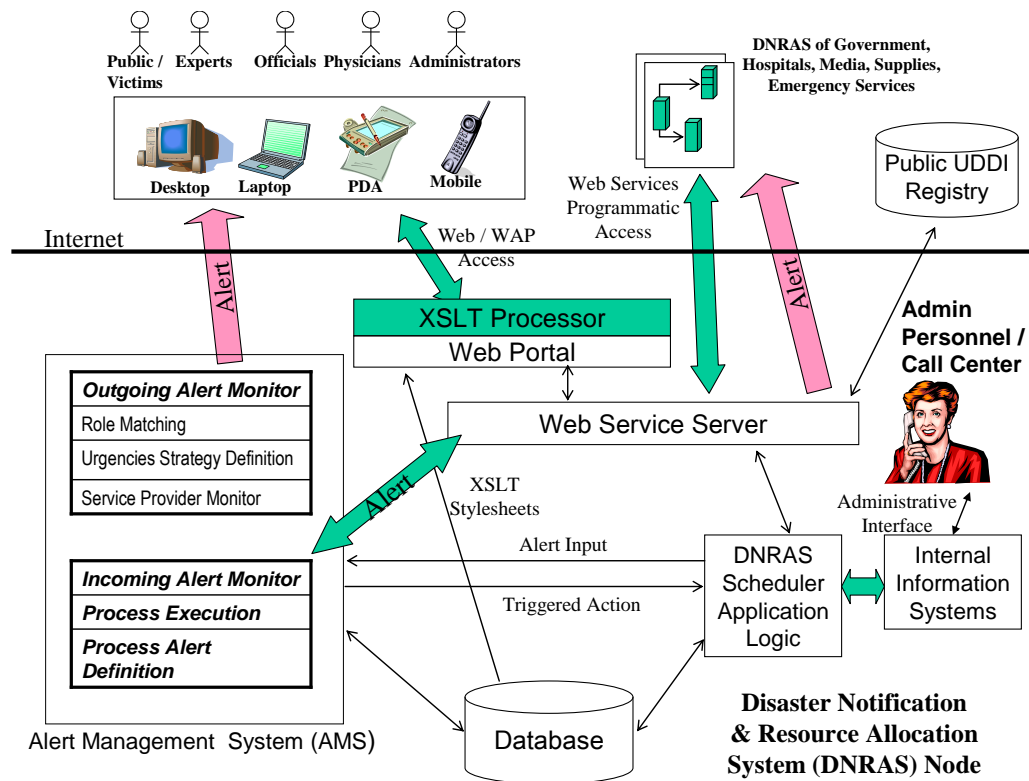 Public /
Victims
Experts
Officials
Physicians
Administrators
DNRAS of Government,
Hospitals, Media, Supplies,
Emergency Services
Desktop
Laptop
PDA
Mobile
Web Services
Programmatic
Access
Public UDDI
Registry
Internet
Web / WAP
Access
Alert
Alert
XSLT Processor
Web Portal
Admin
Personnel /
Call Center
Outgoing Alert Monitor
Role Matching
Urgencies Strategy Definition
Service Provider Monitor
Web Service Server
Alert
XSLT
Stylesheets
Administrative
Interface
Alert Input
Triggered Action
DNRAS
Scheduler
Application
Logic
Internal
Information
Systems
Incoming Alert Monitor
Process Execution
Process Alert
Definition
Alert Management System (AMS)
Database
Disaster Notification
& Resource Allocation
System (DNRAS) Node